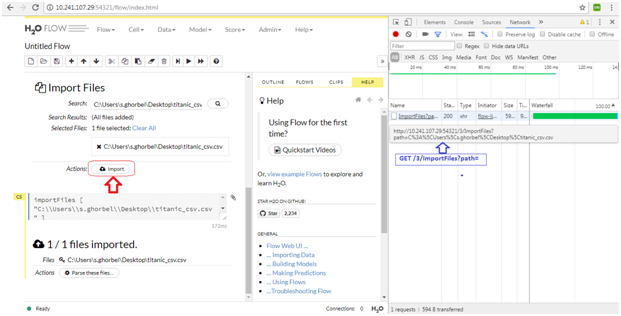 10.241.107.29:54321/flow/index.html
H2O FLOW
Flow
Cell
Data
Model
Score
Admin
Help
Untitled Flow
Import Files
Search: C:\Users\s.ghorbel\Desktop\titanic_csv
Search Results: (All files added)
Selected Files: 1 file selected: Clear All
C:\Users\s.ghorbel\Desktop\titanic_csv.csv
Actions: Import
CS
importFiles [
"C:\\Users\\s.ghorbel\\Desktop\\titanic_csv.csv
" ]
172ms
1 / 1 files imported.
Files C:\Users\s.ghorbel\Desktop\titanic_csv.csv
Actions Parse these files...
Ready
Connections: 0 H2O
OUTLINE FLOWS CLIPS HELP
Help
Using Flow for the first
time?
Quickstart Videos
Or, view example Flows to explore and
learn H2O.
STAR H2O ON GITHUB!
Star 2,234
GENERAL
Flow Web UI ...
... Importing Data
... Building Models
... Making Predictions
... Using Flows
...Troubleshooting Flow
Elements Console Sources Network
1
View:
Preserve log
Disable cache
Offline
Filter
Regex
Hide data URLs
All XHR JS CSS Img Media Font Doc WS Manifest Other
20 ms 40 ms 60 ms 80 ms 100 ms 120 ms
Name Sta... Type Initiator Size Ti... Waterfall 100.00
ImportFiles?pa... 200 xhr flow-li... 59...
http://10.241.107.29:54321/3/ImportFiles?
path=C%3A%5CUsers%5Cs.ghorbel%5CDesktop%5Ctitanic_csv.csv
GET /3/ImportFiles?path=
1 requests | 594 B transferred